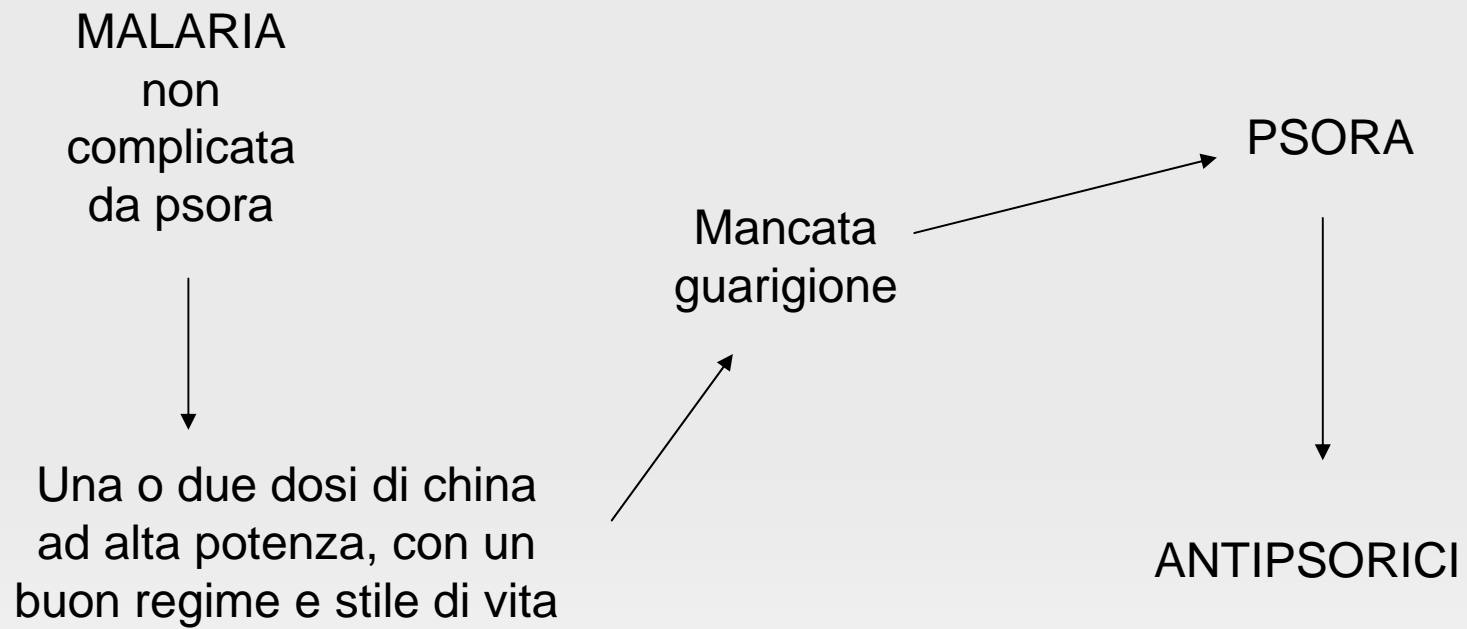 MALARIA
non
complicata
da psora
Una o due dosi di china
ad alta potenza, con un
buon regime e stile di vita
Mancata
guarigione
PSORA
ANTIPSORICI